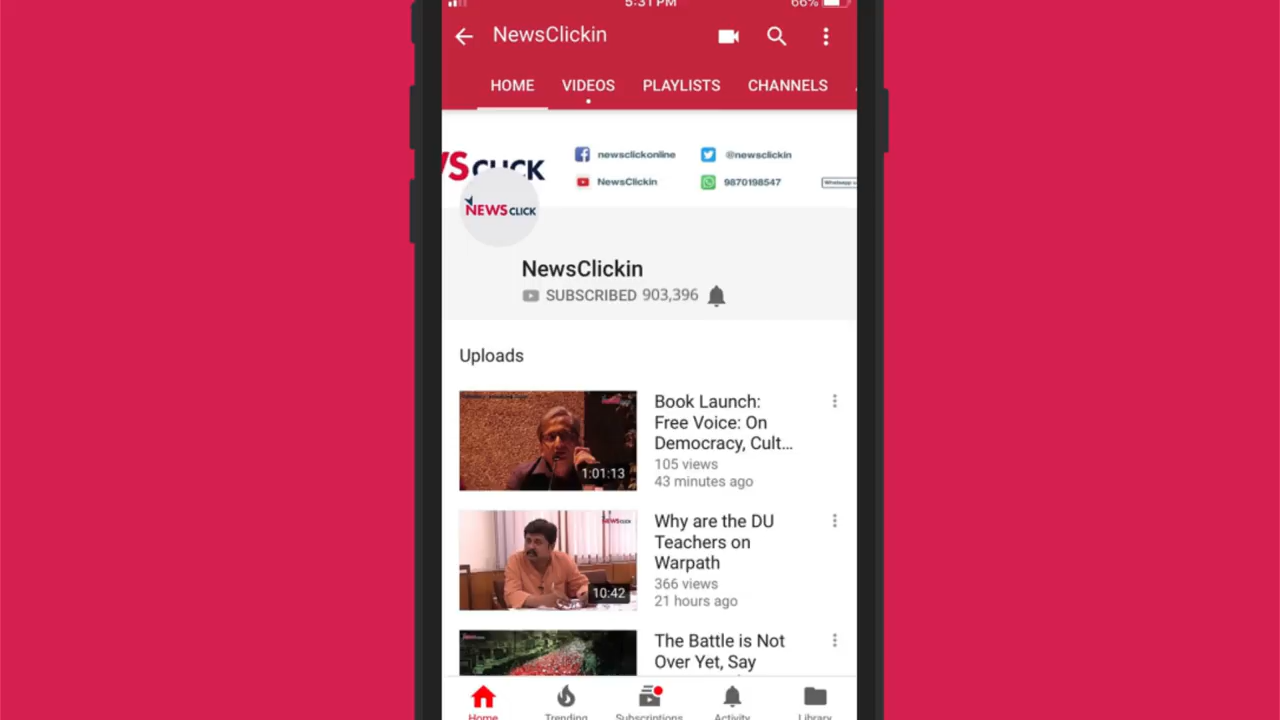 5:31 PM
66%
NewsClickin
HOME VIDEOS PLAYLISTS CHANNELS
CLICK
newsclickonline
@newsclickin
NewsClickin
9870198547
Whatsapp
NEWSCLICK
NewsClickin
SUBSCRIBED 903,396
Uploads
Book Launch:
Free Voice: On
Democracy, Cult...
105 views
43 minutes ago
1:01:13
Why are the DU
Teachers on
Warpath
366 views
21 hours ago
NEWSCLICK
10:42
The Battle is Not
Over Yet, Say
Home Trending Subscriptions Activity Library